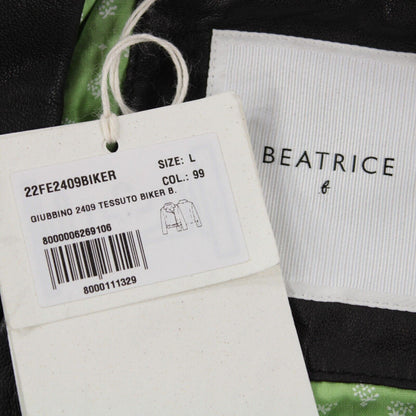 22FE2409BIKER
SIZE: L
COL.: 99
GIUBBINO 2409 TESSUTO BIKER B.
8000006269106
8000111329
BEATRICE
b